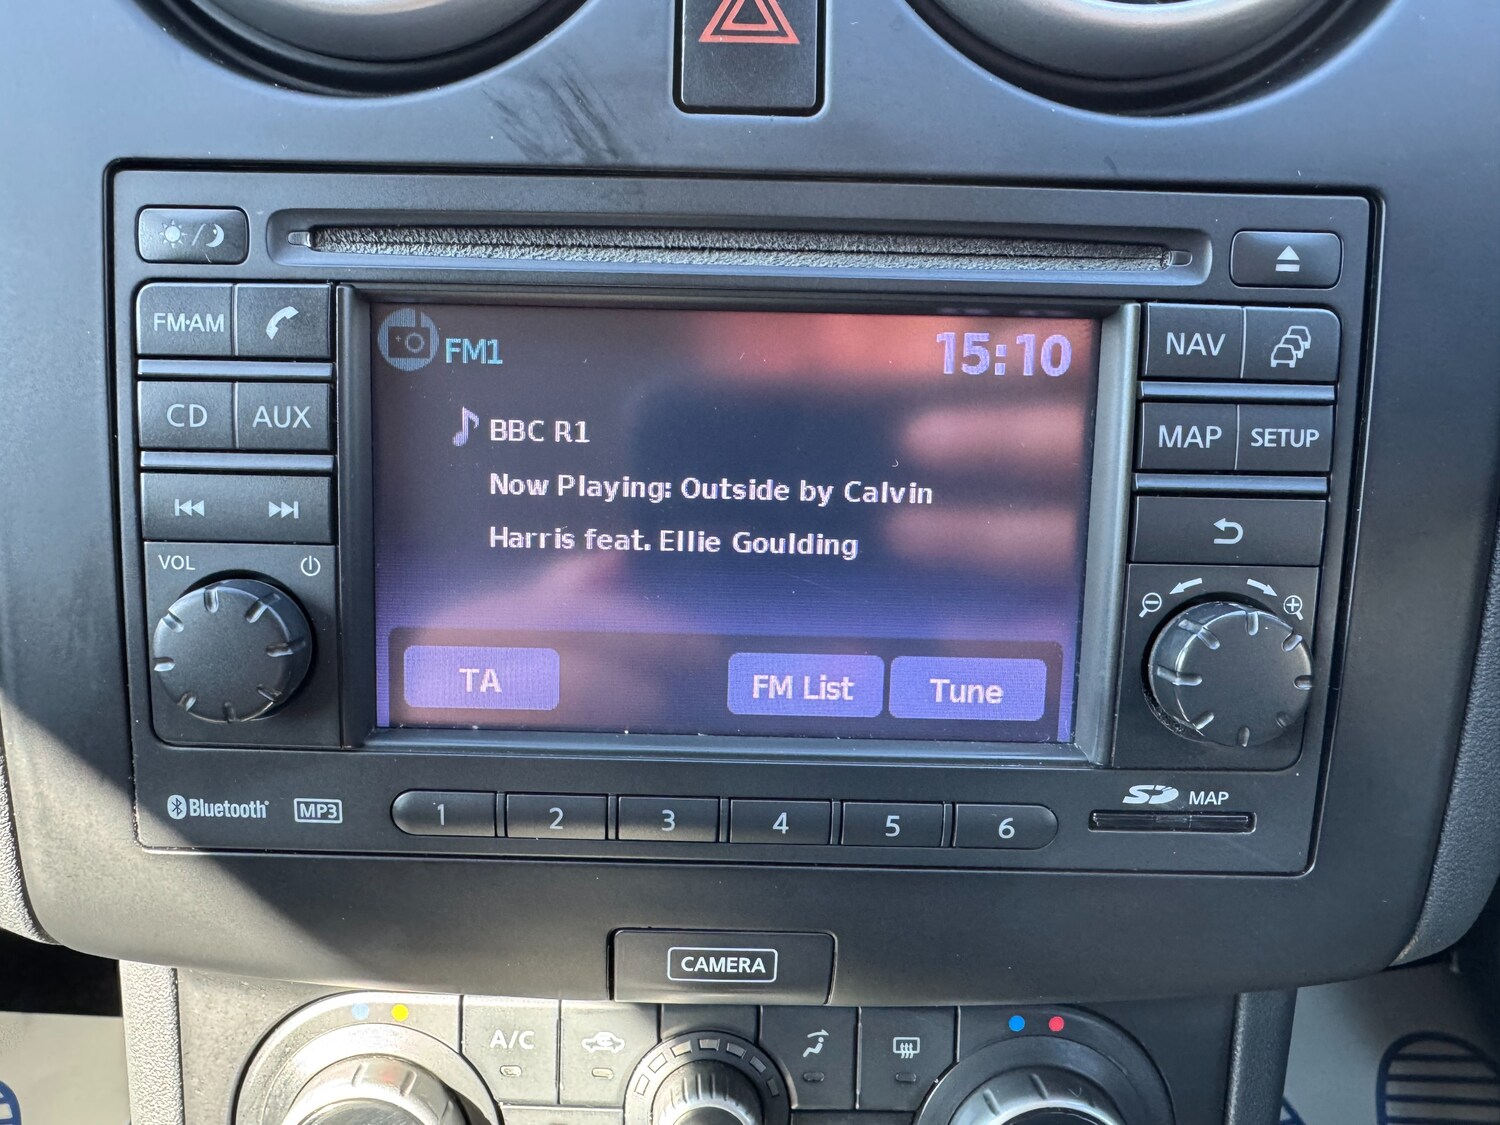 FM·AM
CD AUX
VOL
FM1 15:10
BBC R1
Now Playing: Outside by Calvin
Harris feat. Ellie Goulding
TA FM List Tune
NAV
MAP SETUP
Bluetooth MP3 1 2 3 4 5 6 SD MAP
CAMERA
A/C